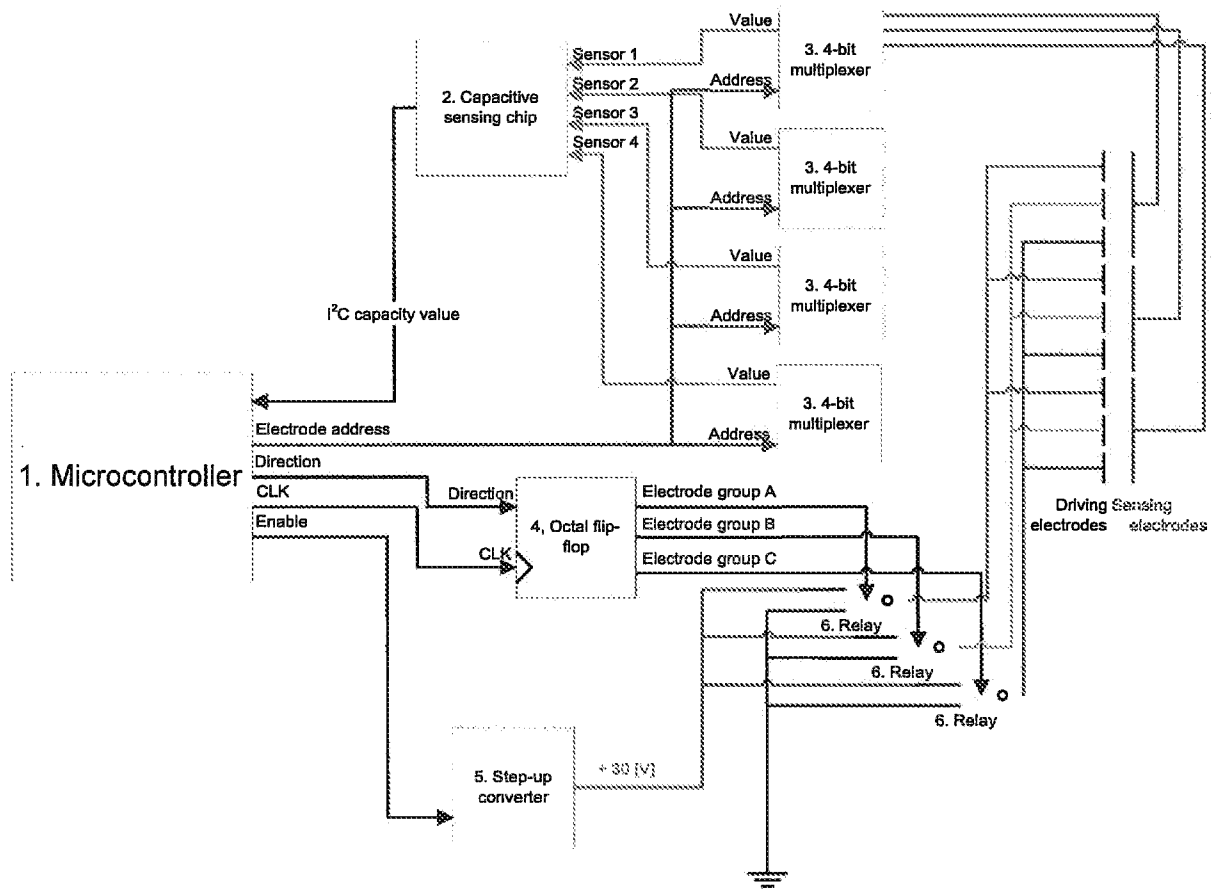 Value
3. 4-bit
multiplexer
Sensor 1
2. Capacitive
sensing chip
Sensor 2
Address
Sensor 3
Value
Sensor 4
3. 4-bit
multiplexer
Address
Value
3. 4-bit
multiplexer
Address
I²C capacity value
Value
3. 4-bit
multiplexer
Electrode address
Address
1. Microcontroller
Direction
CLK
Enable
Direction
CLK
4, Octal flip-
flop
Electrode group A
Electrode group B
Electrode group C
Driving
electrodes
Sensing
electrodes
6. Relay
6. Relay
6. Relay
5. Step-up
converter
+ 30 [V]